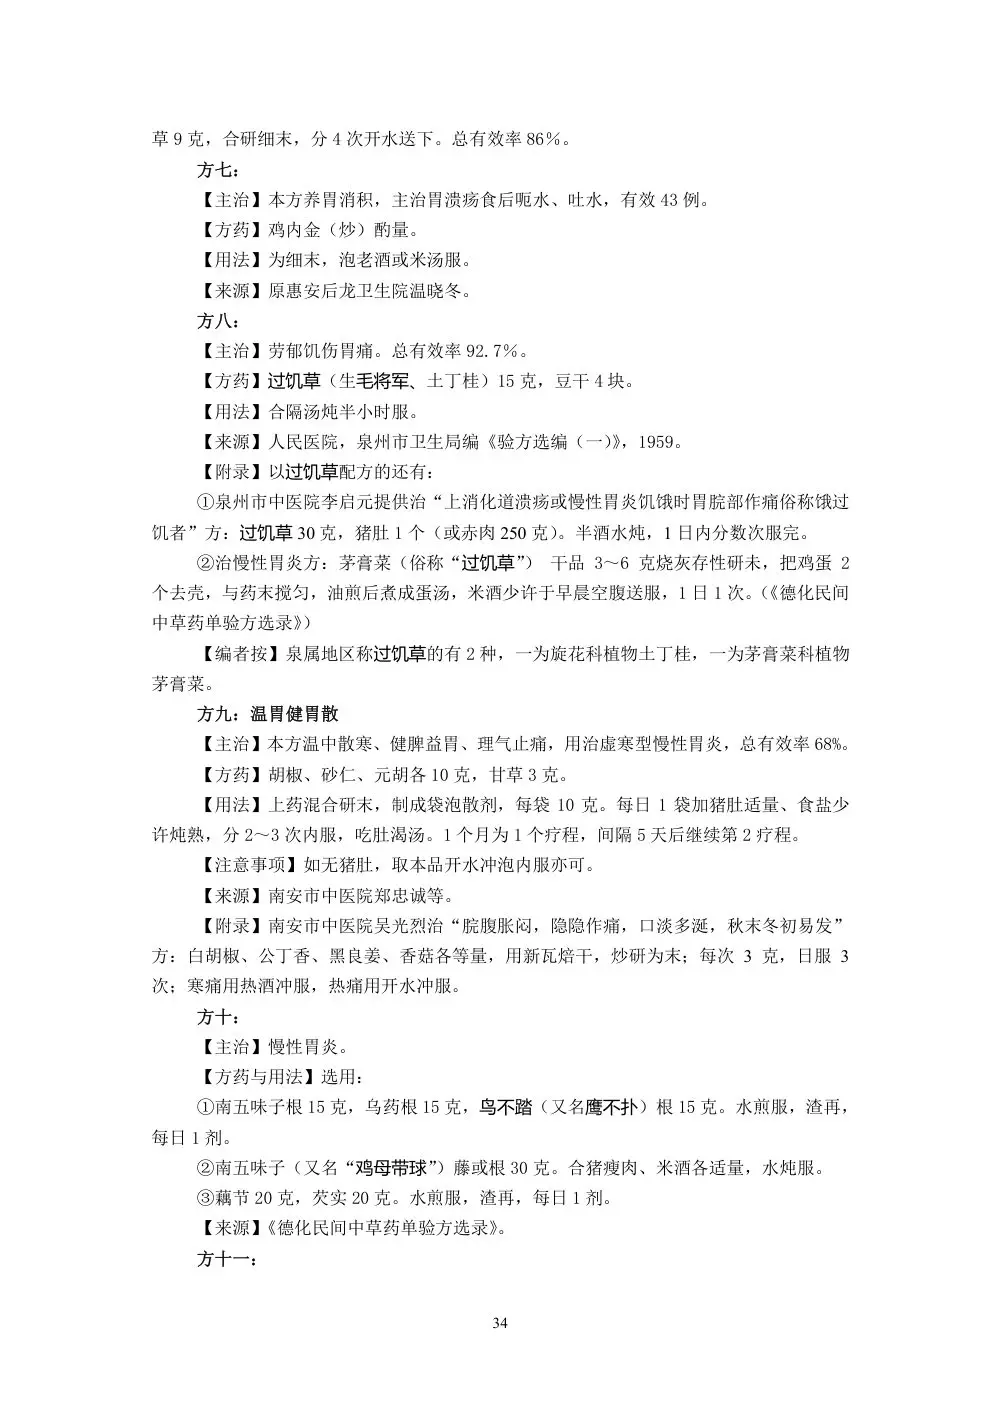 草 9 克，合研细末，分 4 次开水送下。总有效率 86％。
方七：
【主治】本方养胃消积，主治胃溃疡食后呃水、吐水，有效 43 例。
【方药】鸡内金（炒）酌量。
【用法】为细末，泡老酒或米汤服。
【来源】原惠安后龙卫生院温晓冬。
方八：
【主治】劳郁饥伤胃痛。总有效率 92.7％。
【方药】过饥草（生毛将军、土丁桂）15 克，豆干 4 块。
【用法】合隔汤炖半小时服。
【来源】人民医院，泉州市卫生局编《验方选编（一）》，1959。
【附录】以过饥草配方的还有：
①泉州市中医院李启元提供治“上消化道溃疡或慢性胃炎饥饿时胃脘部作痛俗称饿过
饥者”方：过饥草 30 克，猪肚 1 个（或赤肉 250 克）。半酒水炖，1 日内分数次服完。
②治慢性胃炎方：茅膏菜（俗称“过饥草”） 干品 3～6 克烧灰存性研未，把鸡蛋 2
个去壳，与药末搅匀，油煎后煮成蛋汤，米酒少许于早晨空腹送服，1 日 1 次。（《德化民间
中草药单验方选录》）
【编者按】泉属地区称过饥草的有 2 种，一为旋花科植物土丁桂，一为茅膏菜科植物
茅膏菜。
方九：温胃健胃散
【主治】本方温中散寒、健脾益胃、理气止痛，用治虚寒型慢性胃炎，总有效率 68%。
【方药】胡椒、砂仁、元胡各 10 克，甘草 3 克。
【用法】上药混合研末，制成袋泡散剂，每袋 10 克。每日 1 袋加猪肚适量、食盐少
许炖熟，分 2～3 次内服，吃肚渴汤。1 个月为 1 个疗程，间隔 5 天后继续第 2 疗程。
【注意事项】如无猪肚，取本品开水冲泡内服亦可。
【来源】南安市中医院郑忠诚等。
【附录】南安市中医院吴光烈治“脘腹胀闷，隐隐作痛，口淡多涎，秋末冬初易发”
方：白胡椒、公丁香、黑良姜、香菇各等量，用新瓦焙干，炒研为末；每次 3 克，日服 3
次；寒痛用热酒冲服，热痛用开水冲服。
方十：
【主治】慢性胃炎。
【方药与用法】选用：
①南五味子根 15 克，乌药根 15 克，鸟不踏（又名鹰不扑）根 15 克。水煎服，渣再，
每日 1 剂。
②南五味子（又名“鸡母带球”）藤或根 30 克。合猪瘦肉、米酒各适量，水炖服。
③藕节 20 克，芡实 20 克。水煎服，渣再，每日 1 剂。
【来源】《德化民间中草药单验方选录》。
方十一：
34